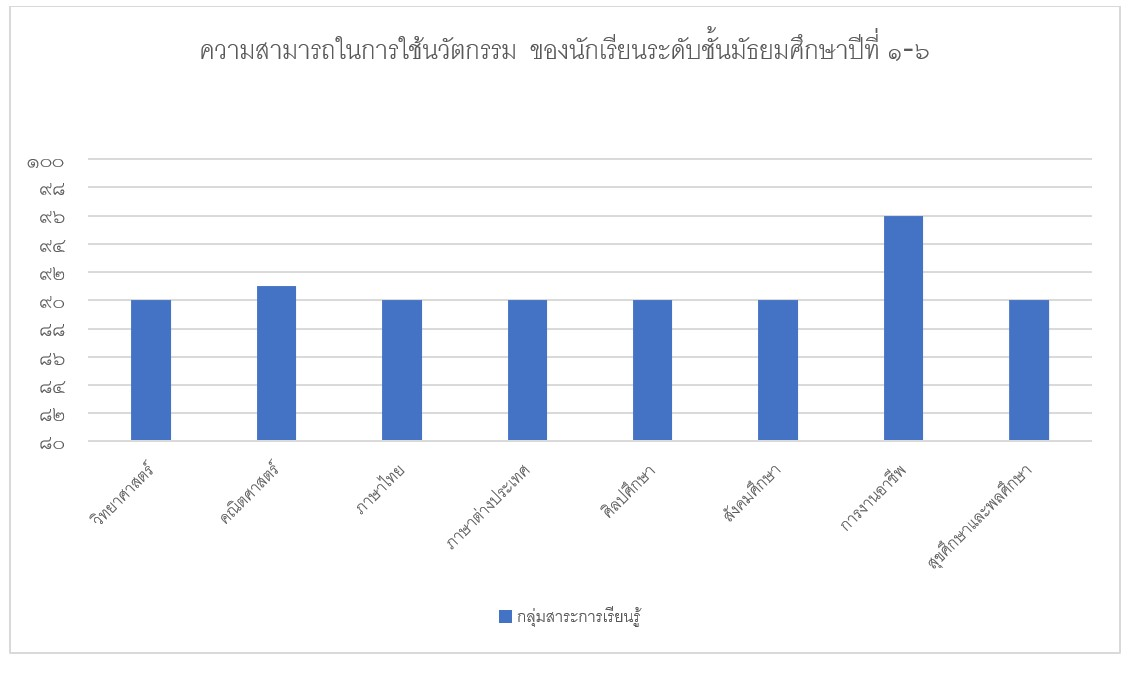 ความสามารถในการใช้นวัตกรรม ของนักเรียนระดับชั้นมัธยมศึกษาปีที่ ๑-๖
๑๐๐
๙๘
๙๖
๙๔
๙๒
๙๐
๘๘
๘๖
๘๔
๘๒
๘๐
วิทยาศาสตร์
คณิตศาสตร์
ภาษาไทย
ภาษาต่างประเทศ
ศิลปศึกษา
สังคมศึกษา
การงานอาชีพ
สุขศึกษาและพลศึกษา
กลุ่มสาระการเรียนรู้